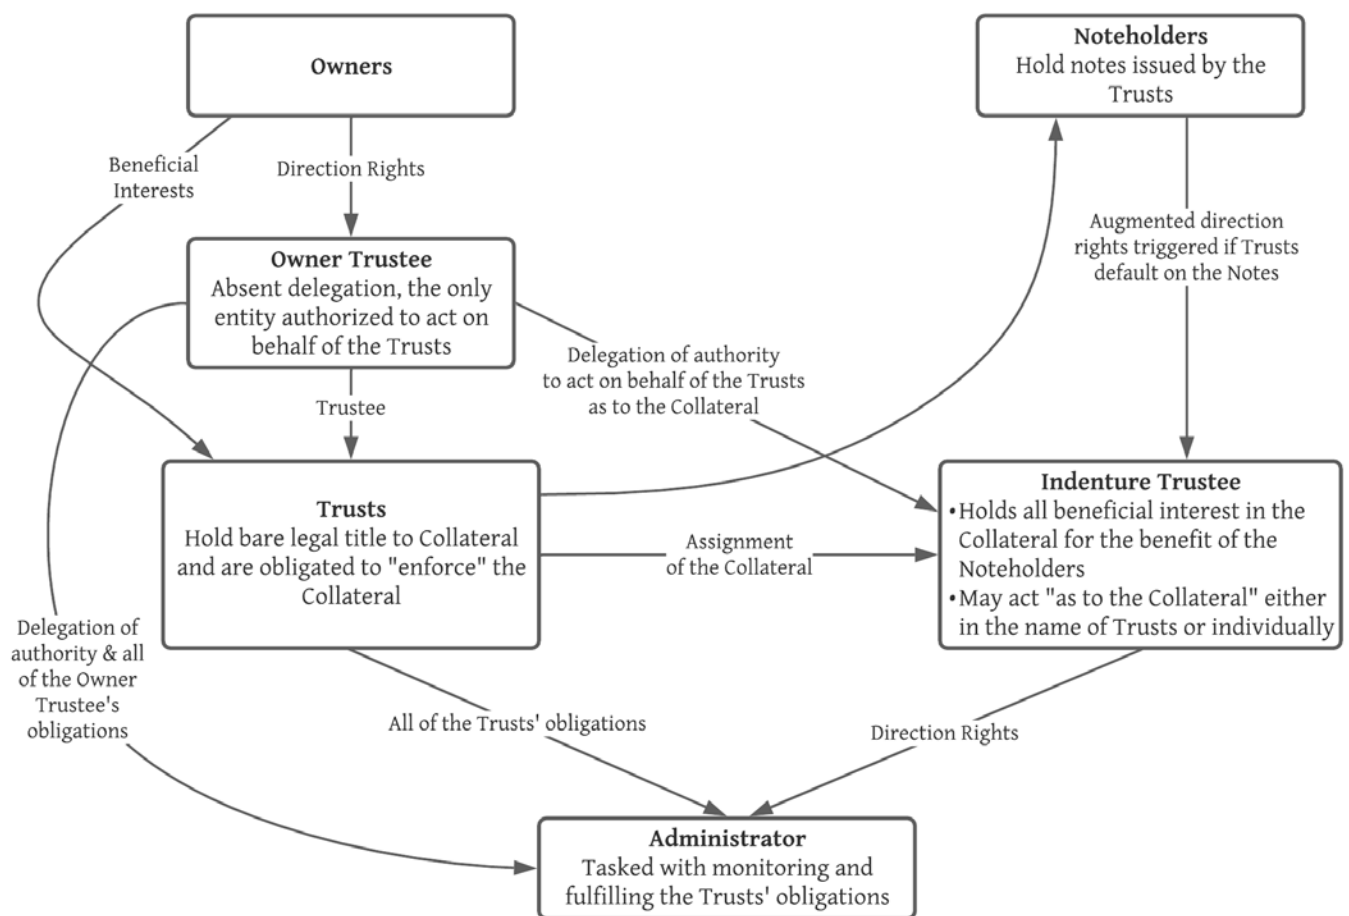 Owners
Noteholders
Hold notes issued by the
Trusts
Beneficial
Interests
Direction Rights
Augmented direction
rights triggered if Trusts
default on the Notes
Owner Trustee
Absent delegation, the only
entity authorized to act on
behalf of the Trusts
Delegation of authority
to act on behalf of the Trusts
as to the Collateral
Trustee
Trusts
Hold bare legal title to Collateral
and are obligated to "enforce" the
Collateral
Assignment
of the Collateral
Indenture Trustee
•Holds all beneficial interest in the
Collateral for the benefit of the
Noteholders
•May act "as to the Collateral" either
in the name of Trusts or individually
Delegation of
authority & all
of the Owner
Trustee's
obligations
All of the Trusts' obligations
Direction Rights
Administrator
Tasked with monitoring and
fulfilling the Trusts' obligations